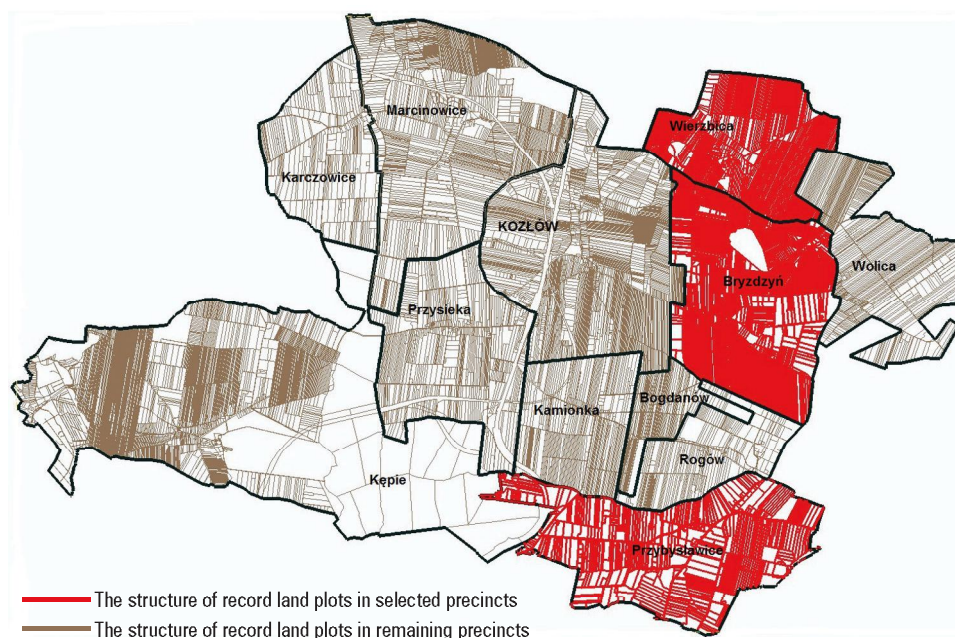 Marcinowice
Wierzbica
Karczowice
KOZŁÓW
Wolica
Bryzdzyń
Przysieka
Bogdanów
Kamionka
Rogów
Kępie
Przybysławice
The structure of record land plots in selected precincts
The structure of record land plots in remaining precincts